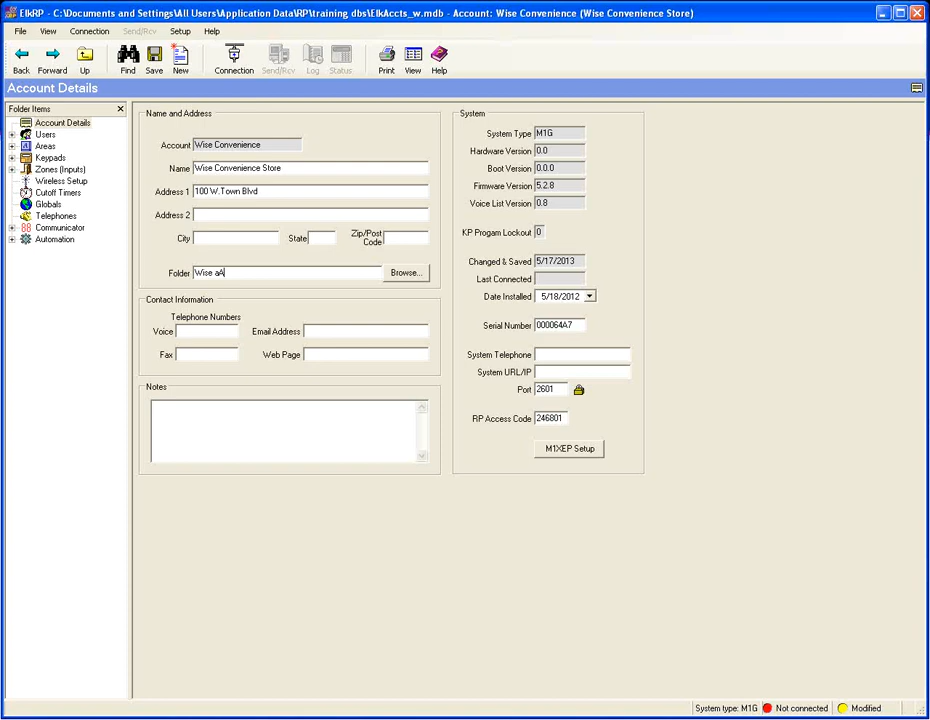 ElkRP - C:\Documents and Settings\All Users\Application Data\RP\training dbs\ElkAccts_w.mdb - Account: Wise Convenience (Wise Convenience Store)
File View Connection Send/Rcv Setup Help
Back Forward Up Find Save New Connection Send/Rcv Log Status Print View Help
Account Details
Folder Items
Account Details
Users
Areas
Keypads
Zones (Inputs)
Wireless Setup
Cutoff Timers
Globals
Telephones
Communicator
Automation
Name and Address
Account Wise Convenience
Name Wise Convenience Store
Address 1 100 W.Town Blvd
Address 2
City State Zip/Post Code
Folder Wise aA Browse...
Contact Information
Telephone Numbers
Voice Email Address
Fax Web Page
Notes
System
System Type M1G
Hardware Version 0.0
Boot Version 0.0.0
Firmware Version 5.2.8
Voice List Version 0.8
KP Progam Lockout 0
Changed & Saved 5/17/2013
Last Connected
Date Installed 5/18/2012
Serial Number 000064A7
System Telephone
System URL/IP
Port 2601
RP Access Code 246801
M1XEP Setup
System type: M1G Not connected Modified